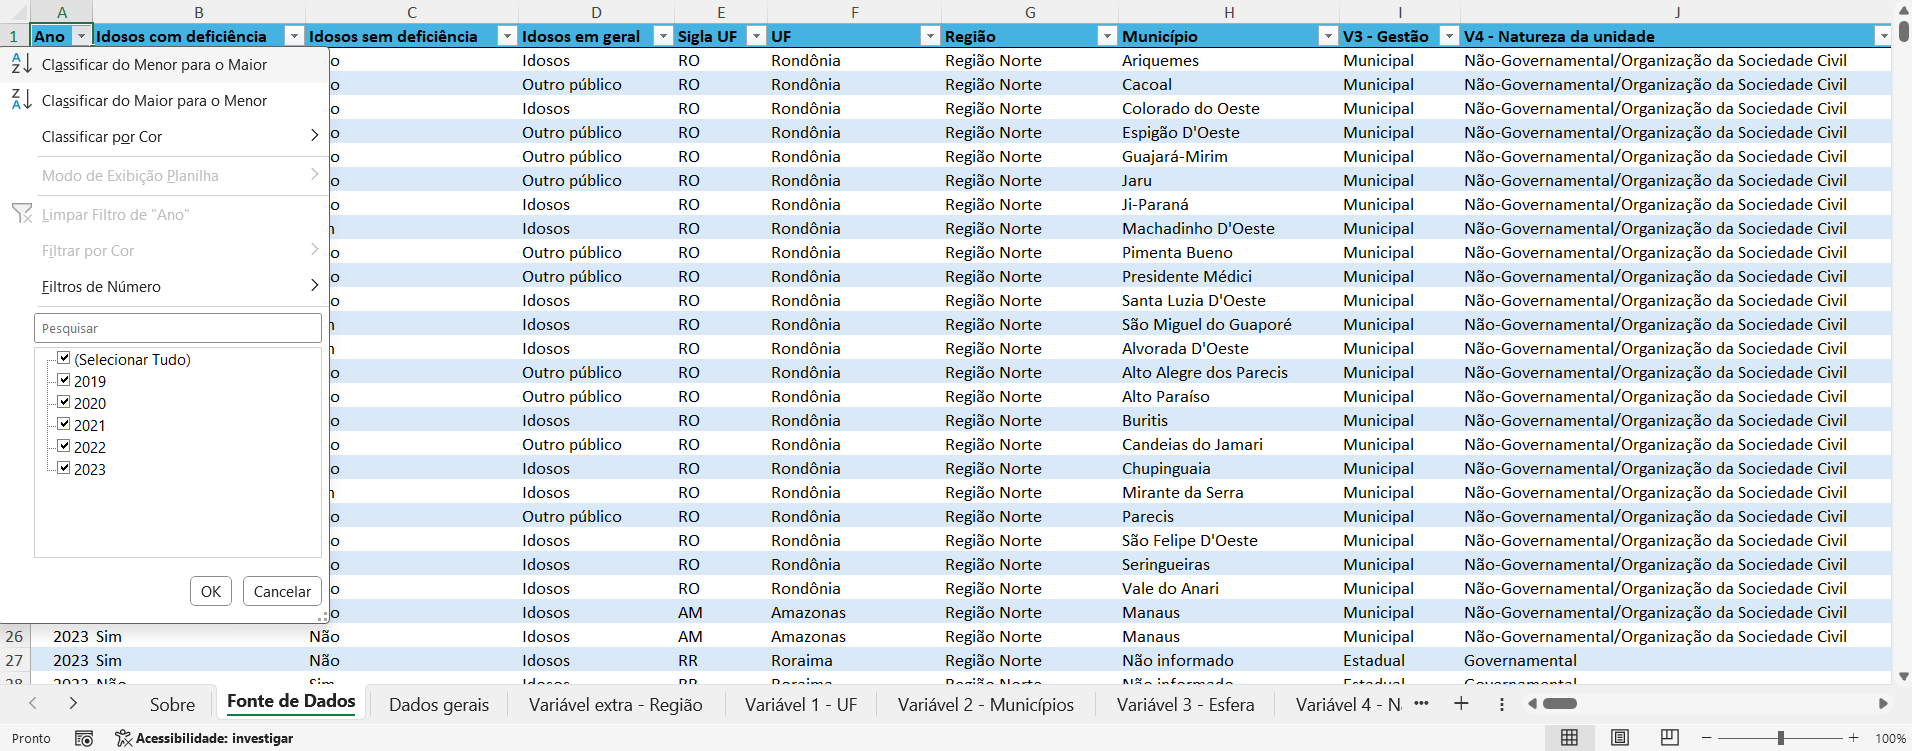 A B C D E F G H I J
1 Ano Idosos com deficiência Idosos sem deficiência Idosos em geral Sigla UF UF Região Município V3 - Gestão V4 - Natureza da unidade
Classificar do Menor para o Maior
Classificar do Maior para o Menor
Classificar por Cor
Modo de Exibição Planilha
Limpar Filtro de "Ano"
Filtrar por Cor
Filtros de Número
Pesquisar
(Selecionar Tudo)
2019
2020
2021
2022
2023
OK Cancelar
Idosos RO Rondônia Região Norte Ariquemes Municipal Não-Governamental/Organização da Sociedade Civil
Outro público RO Rondônia Região Norte Cacoal Municipal Não-Governamental/Organização da Sociedade Civil
Idosos RO Rondônia Região Norte Colorado do Oeste Municipal Não-Governamental/Organização da Sociedade Civil
Outro público RO Rondônia Região Norte Espigão D'Oeste Municipal Não-Governamental/Organização da Sociedade Civil
Outro público RO Rondônia Região Norte Guajará-Mirim Municipal Não-Governamental/Organização da Sociedade Civil
Outro público RO Rondônia Região Norte Jaru Municipal Não-Governamental/Organização da Sociedade Civil
Idosos RO Rondônia Região Norte Ji-Paraná Municipal Não-Governamental/Organização da Sociedade Civil
Idosos RO Rondônia Região Norte Machadinho D'Oeste Municipal Não-Governamental/Organização da Sociedade Civil
Outro público RO Rondônia Região Norte Pimenta Bueno Municipal Não-Governamental/Organização da Sociedade Civil
Outro público RO Rondônia Região Norte Presidente Médici Municipal Não-Governamental/Organização da Sociedade Civil
Idosos RO Rondônia Região Norte Santa Luzia D'Oeste Municipal Não-Governamental/Organização da Sociedade Civil
Idosos RO Rondônia Região Norte São Miguel do Guaporé Municipal Não-Governamental/Organização da Sociedade Civil
Idosos RO Rondônia Região Norte Alvorada D'Oeste Municipal Não-Governamental/Organização da Sociedade Civil
Outro público RO Rondônia Região Norte Alto Alegre dos Parecis Municipal Não-Governamental/Organização da Sociedade Civil
Outro público RO Rondônia Região Norte Alto Paraíso Municipal Não-Governamental/Organização da Sociedade Civil
Idosos RO Rondônia Região Norte Buritis Municipal Não-Governamental/Organização da Sociedade Civil
Outro público RO Rondônia Região Norte Candeias do Jamari Municipal Não-Governamental/Organização da Sociedade Civil
Idosos RO Rondônia Região Norte Chupinguaia Municipal Não-Governamental/Organização da Sociedade Civil
Idosos RO Rondônia Região Norte Mirante da Serra Municipal Não-Governamental/Organização da Sociedade Civil
Outro público RO Rondônia Região Norte Parecis Municipal Não-Governamental/Organização da Sociedade Civil
Idosos RO Rondônia Região Norte São Felipe D'Oeste Municipal Não-Governamental/Organização da Sociedade Civil
Idosos RO Rondônia Região Norte Seringueiras Municipal Não-Governamental/Organização da Sociedade Civil
Idosos RO Rondônia Região Norte Vale do Anari Municipal Não-Governamental/Organização da Sociedade Civil
Idosos AM Amazonas Região Norte Manaus Municipal Não-Governamental/Organização da Sociedade Civil
26 2023 Sim Não Idosos AM Amazonas Região Norte Manaus Municipal Não-Governamental/Organização da Sociedade Civil
27 2023 Sim Não Idosos RR Roraima Região Norte Não informado Estadual Governamental
28 2023 Não Sim Idosos RR Roraima Região Norte Não informado Estadual Governamental
Sobre Fonte de Dados Dados gerais Variável extra - Região Variável 1 - UF Variável 2 - Municípios Variável 3 - Esfera Variável 4 - N
Pronto Acessibilidade: investigar 100%